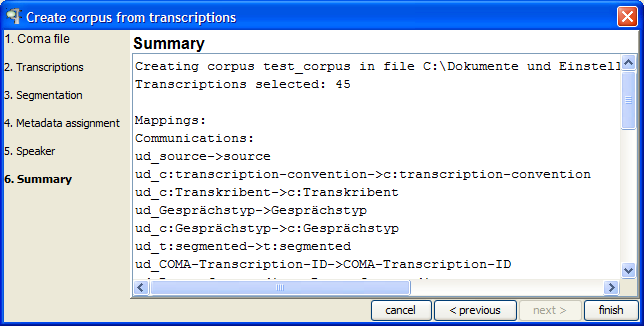 Create corpus from transcriptions
1. Coma file
2. Transcriptions
3. Segmentation
4. Metadata assignment
5. Speaker
6. Summary
Summary
Creating corpus test_corpus in file C:\Dokumente und Einstell
Transcriptions selected: 45
Mappings:
Communications:
ud_source->source
ud_c:transcription-convention->c:transcription-convention
ud_c:Transkribent->c:Transkribent
ud_Gesprächstyp->Gesprächstyp
ud_c:Gesprächstyp->c:Gesprächstyp
ud_t:segmented->t:segmented
ud_COMA-Transcription-ID->COMA-Transcription-ID
cancel
< previous
next >
finish